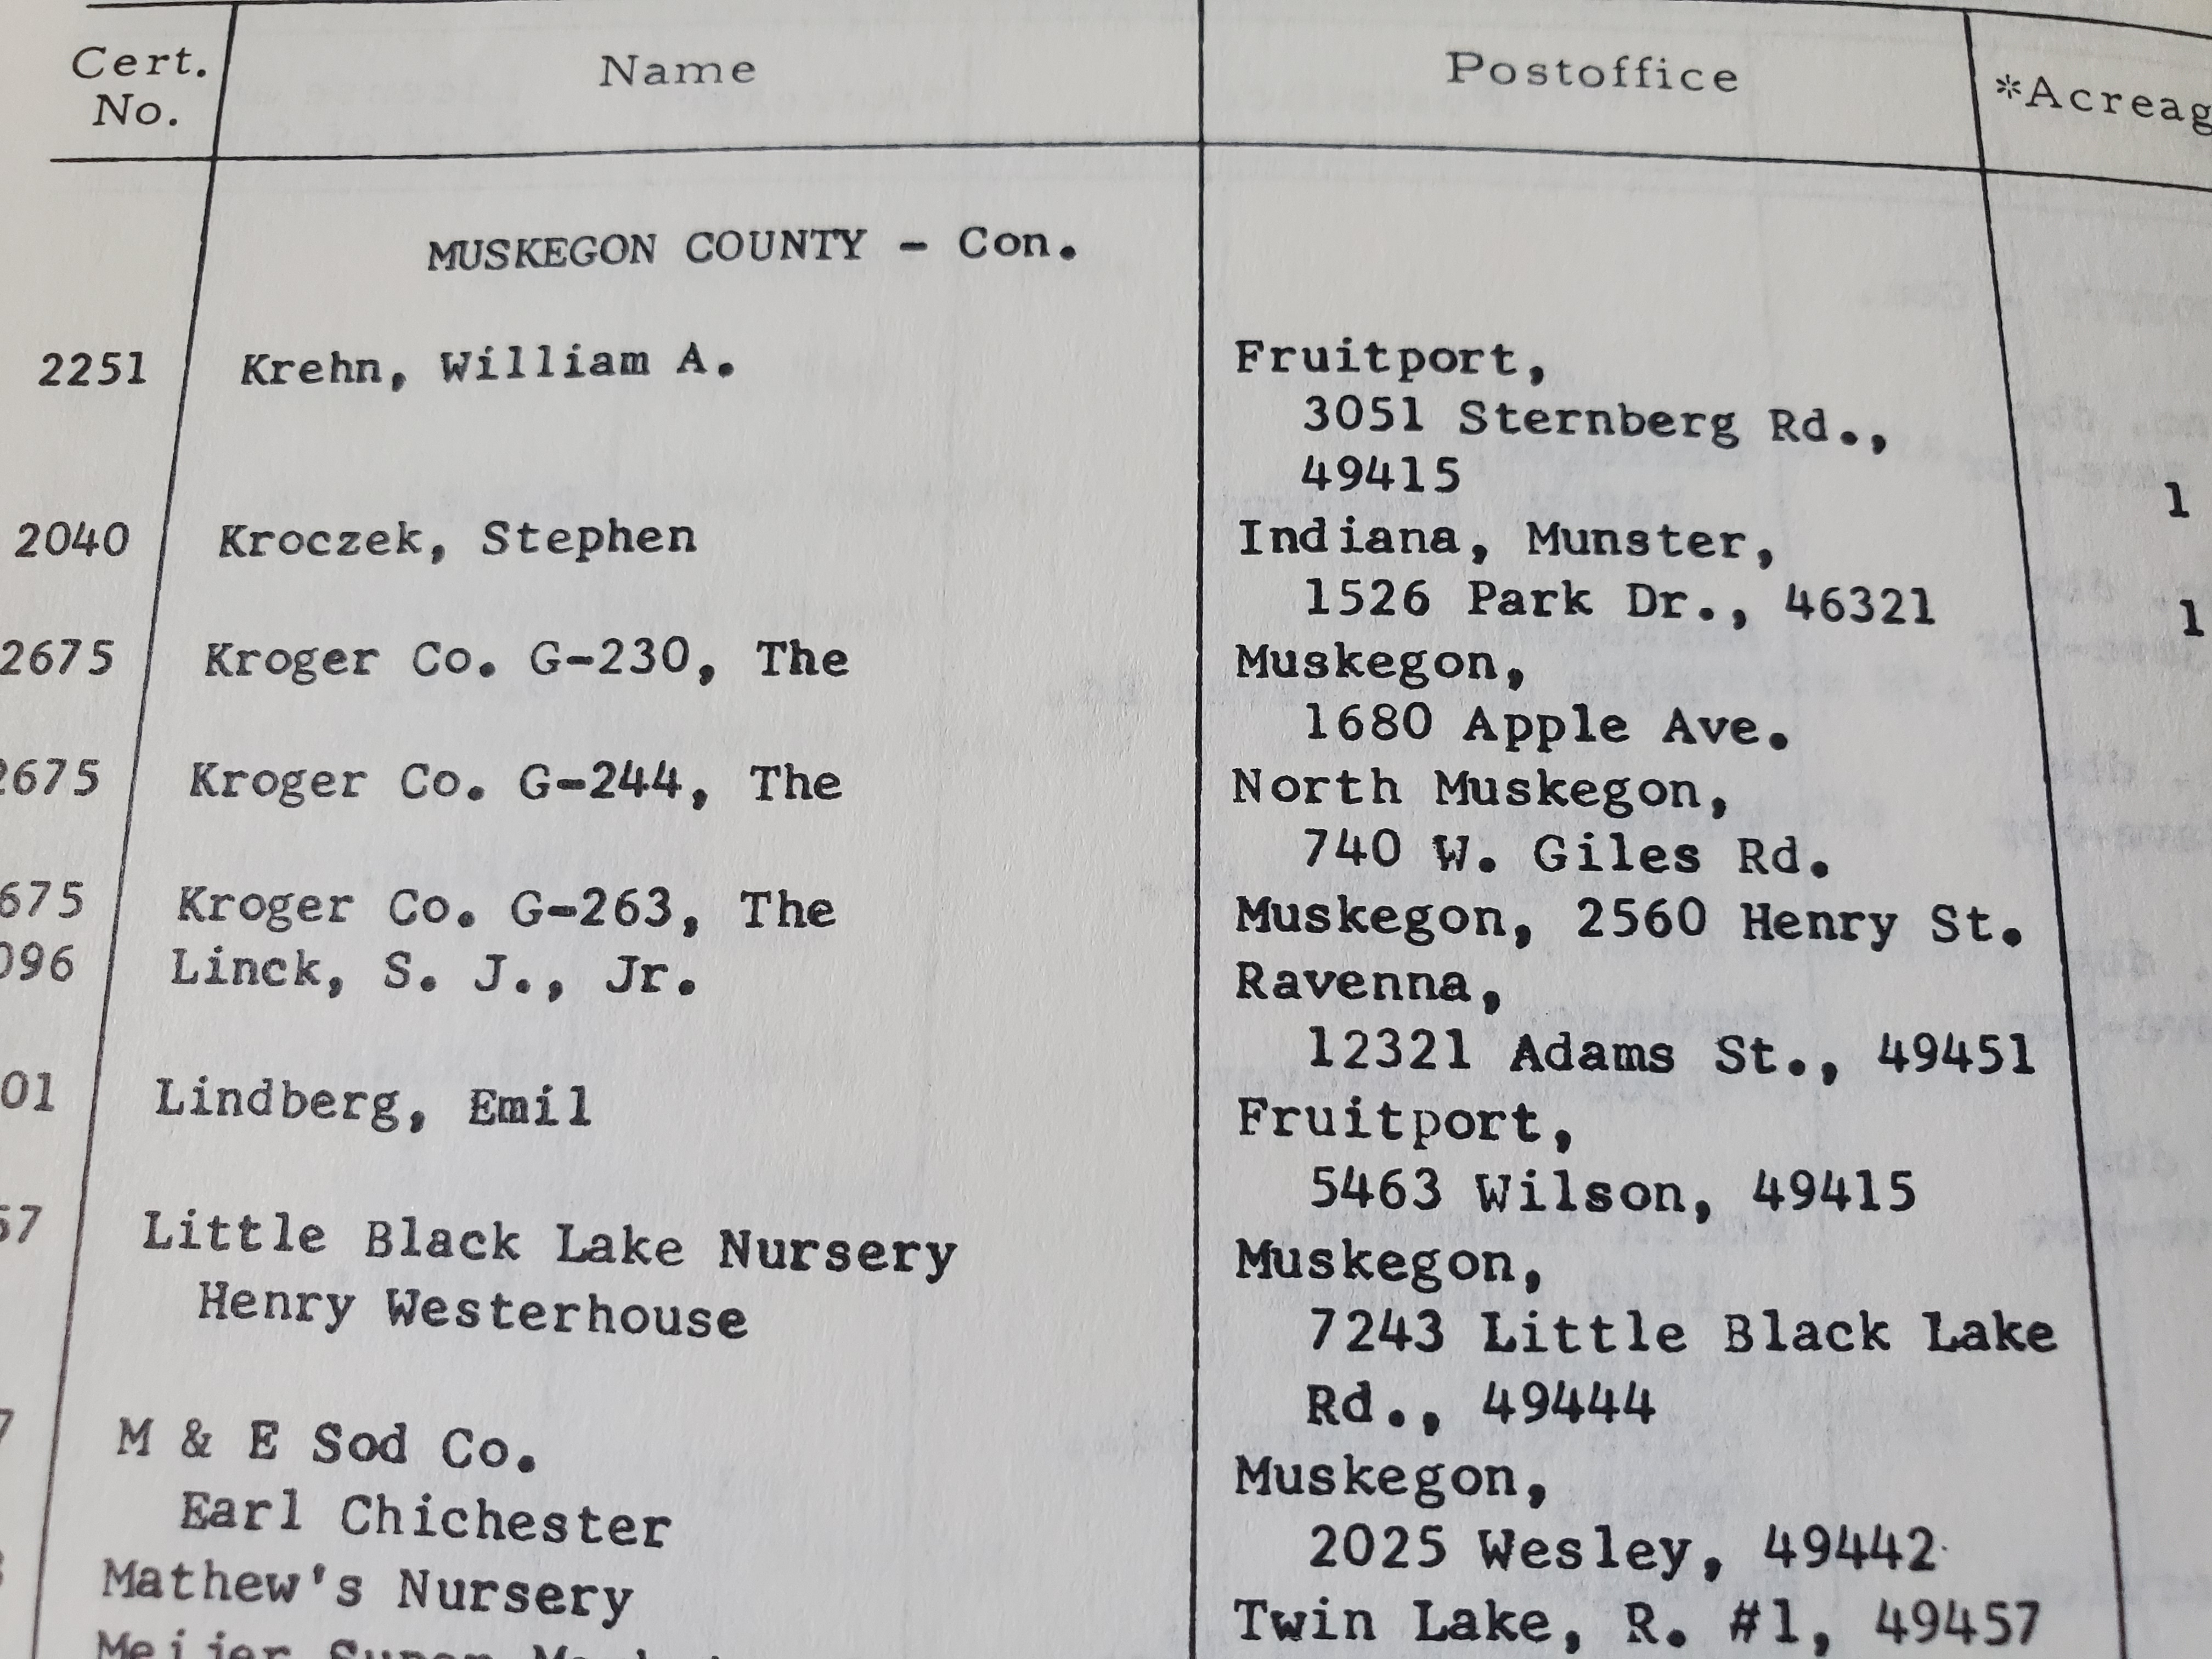 Cert. No. Name Postoffice *Acreag
MUSKEGON COUNTY - Con.
2251 Krehn, William A. Fruitport,
3051 Sternberg Rd.,
49415 1
2040 Kroczek, Stephen Indiana, Munster,
1526 Park Dr., 46321 1
2675 Kroger Co. G-230, The Muskegon,
1680 Apple Ave.
2675 Kroger Co. G-244, The North Muskegon,
740 W. Giles Rd.
675 Kroger Co. G-263, The Muskegon, 2560 Henry St.
096 Linck, S. J., Jr. Ravenna,
12321 Adams St., 49451
01 Lindberg, Emil Fruitport,
5463 Wilson, 49415
57 Little Black Lake Nursery Muskegon,
Henry Westerhouse 7243 Little Black Lake
Rd., 49444
7 M & E Sod Co. Muskegon,
Earl Chichester 2025 Wesley, 49442
Mathew's Nursery Twin Lake, R. #1, 49457
Meijer Super